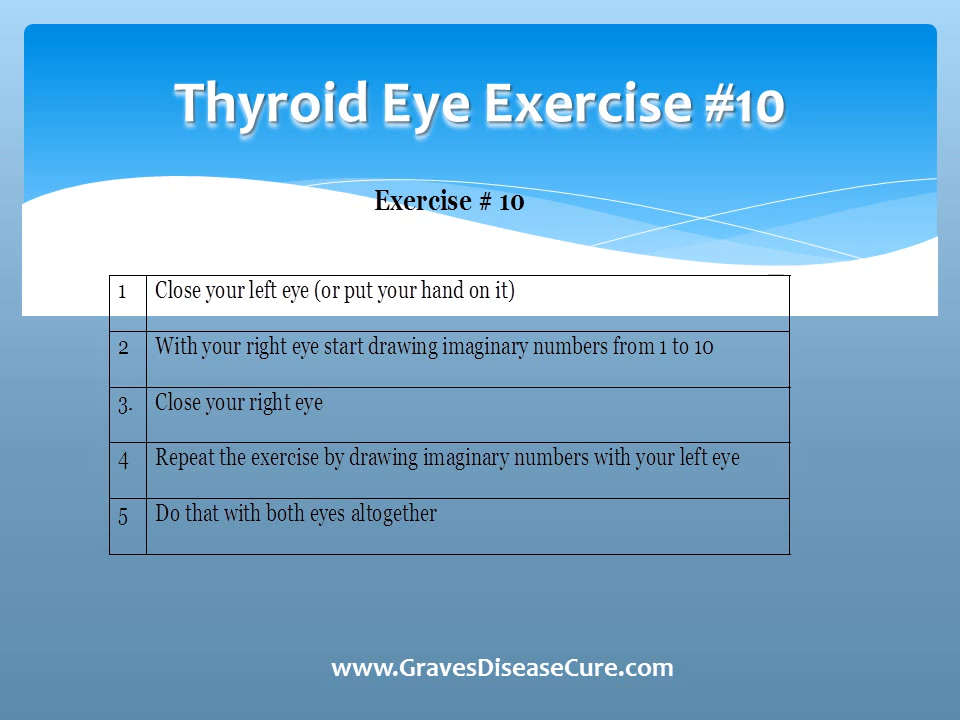 Thyroid Eye Exercise #10
Exercise # 10
1 Close your left eye (or put your hand on it)
2 With your right eye start drawing imaginary numbers from 1 to 10
3. Close your right eye
4 Repeat the exercise by drawing imaginary numbers with your left eye
5 Do that with both eyes altogether
www.GravesDiseaseCure.com